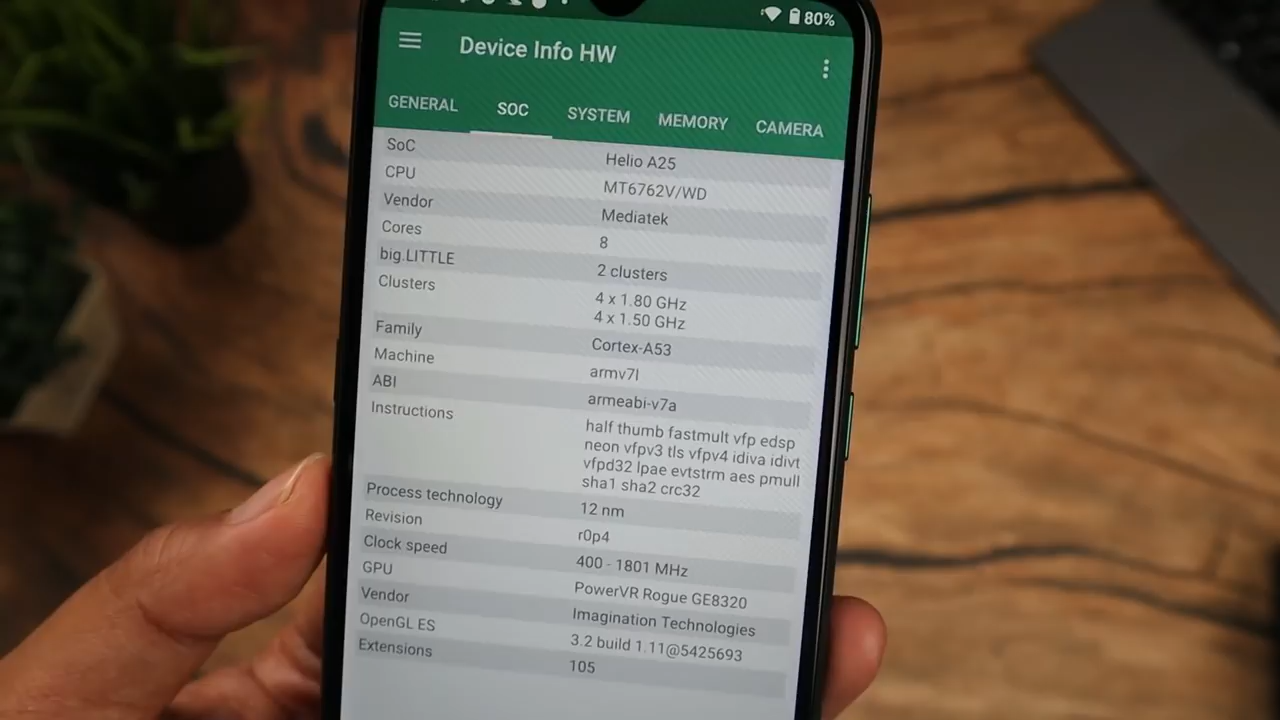 80%
Device Info HW
GENERAL SOC SYSTEM MEMORY CAMERA
SoC Helio A25
CPU MT6762V/WD
Vendor Mediatek
Cores 8
big.LITTLE 2 clusters
Clusters 4 x 1.80 GHz
4 x 1.50 GHz
Family Cortex-A53
Machine armv7l
ABI armeabi-v7a
Instructions half thumb fastmult vfp edsp
neon vfpv3 tls vfpv4 idiva idivt
vfpd32 lpae evtstrm aes pmull
sha1 sha2 crc32
Process technology 12 nm
Revision r0p4
Clock speed 400 - 1801 MHz
GPU PowerVR Rogue GE8320
Vendor Imagination Technologies
OpenGL ES 3.2 build 1.11@5425693
Extensions 105